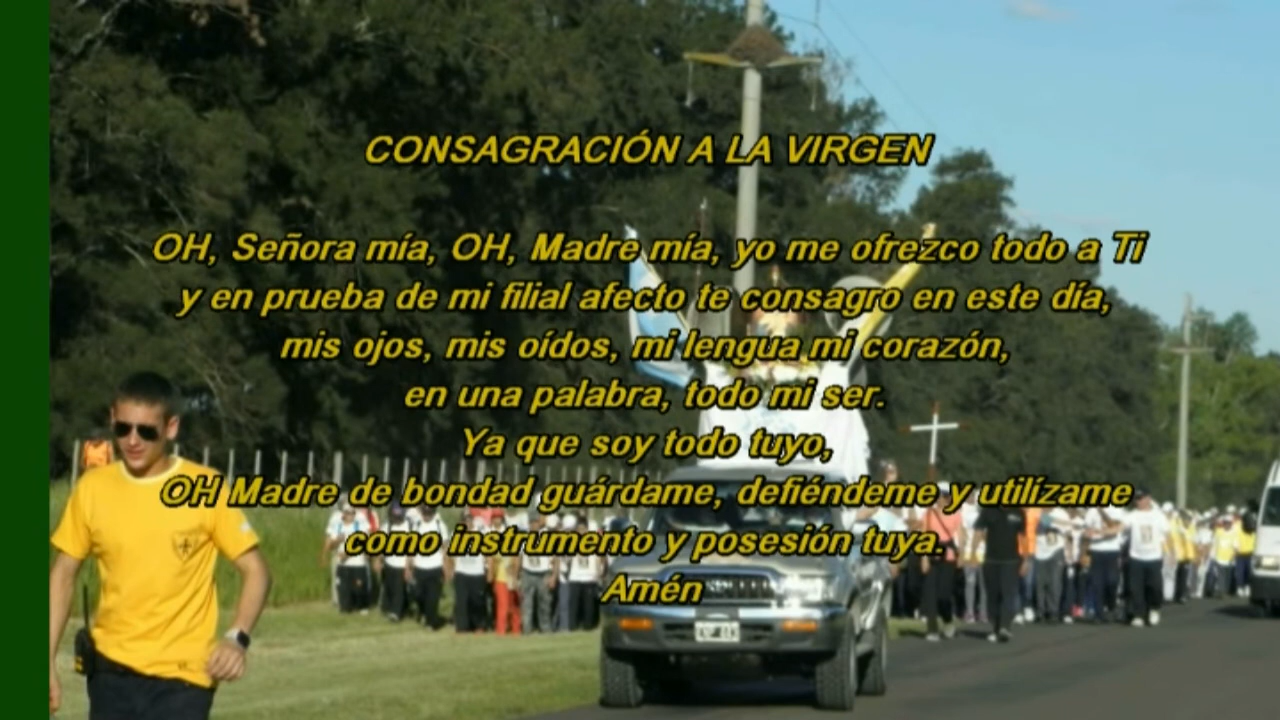 CONSAGRACIÓN A LA VIRGEN
OH, Señora mía, OH, Madre mía, yo me ofrezco todo a Ti
y en prueba de mi filial afecto te consagro en este día,
mis ojos, mis oídos, mi lengua mi corazón,
en una palabra, todo mi ser.
Ya que soy todo tuyo,
OH Madre de bondad guárdame, defiéndeme y utilízame
como instrumento y posesión tuya.
Amén